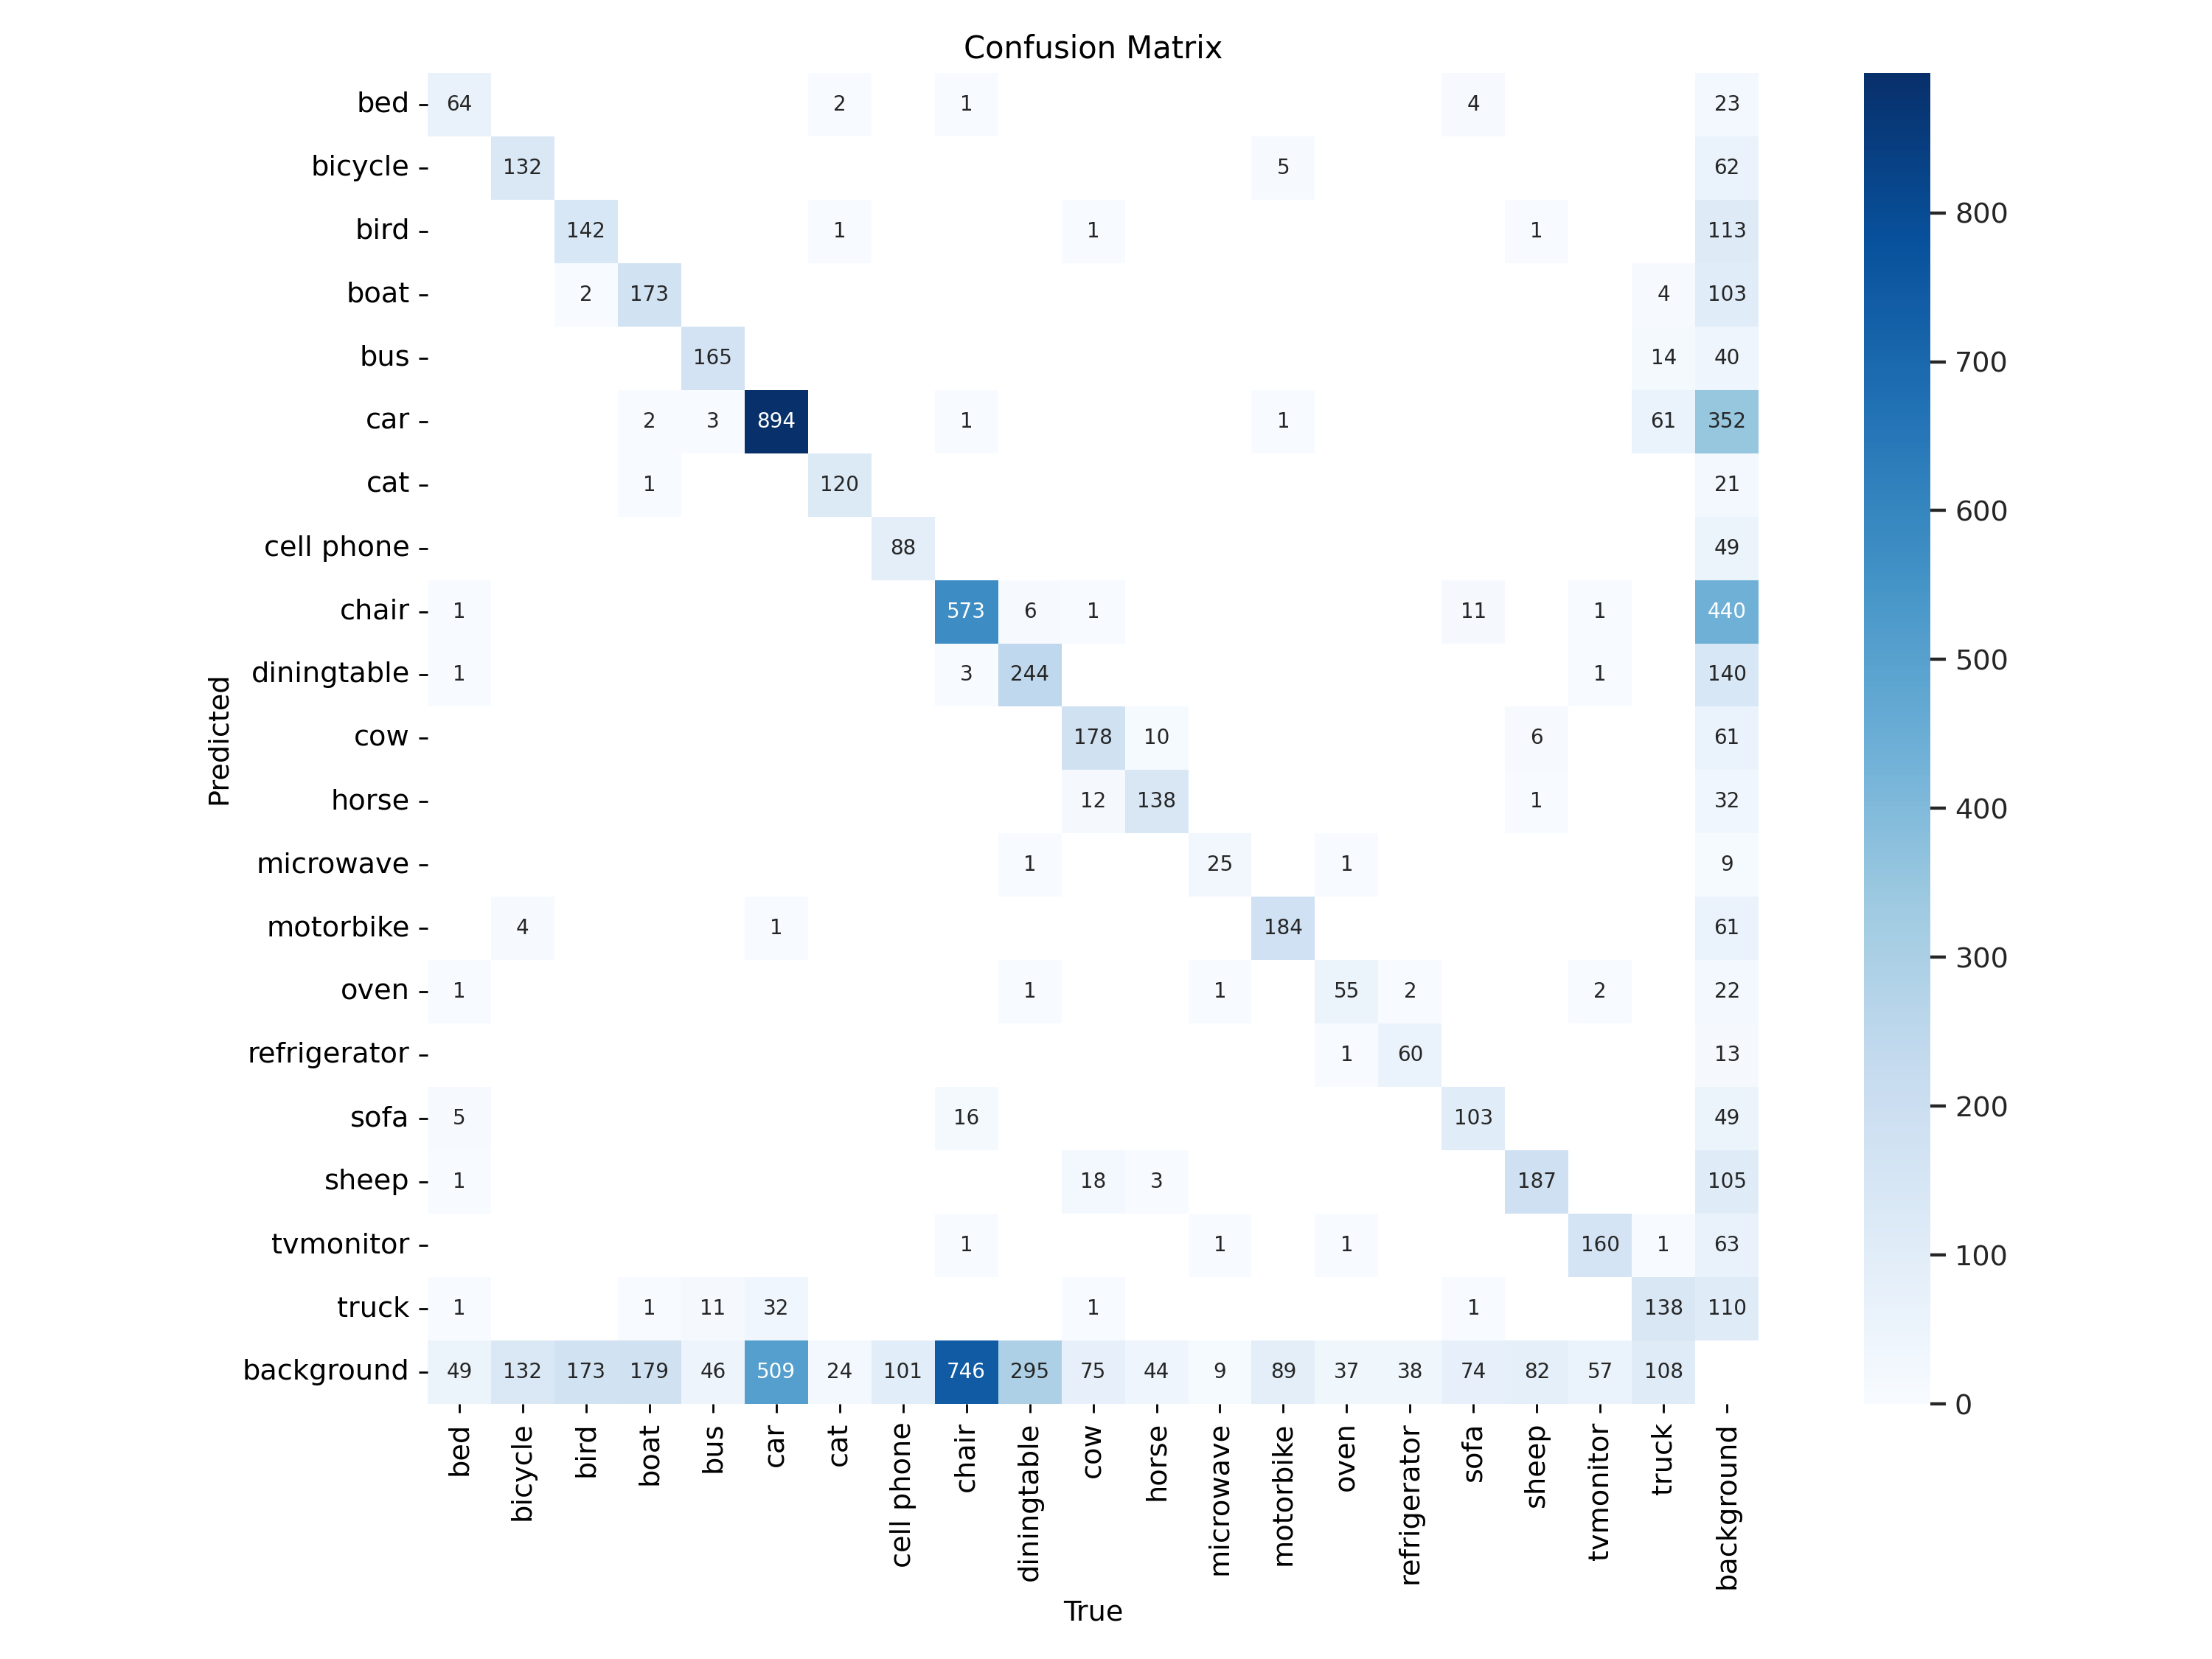 Confusion Matrix
bed 64 2 1 4 23
bicycle 132 5 62
bird 142 1 1 1 113
boat 2 173 4 103
bus 165 14 40
car 2 3 894 1 1 61 352
cat 1 120 21
cell phone 88 49
chair 1 573 6 1 11 1 440
diningtable 1 3 244 1 140
cow 178 10 6 61
horse 12 138 1 32
microwave 1 25 1 9
motorbike 4 1 184 61
oven 1 1 1 55 2 2 22
refrigerator 1 60 13
sofa 5 16 103 49
sheep 1 18 3 187 105
tvmonitor 1 1 1 160 1 63
truck 1 1 11 32 1 1 138 110
background 49 132 173 179 46 509 24 101 746 295 75 44 9 89 37 38 74 82 57 108
bed bicycle bird boat bus car cat cell phone chair diningtable cow horse microwave motorbike oven refrigerator sofa sheep tvmonitor truck background
True
Predicted
800
700
600
500
400
300
200
100
0